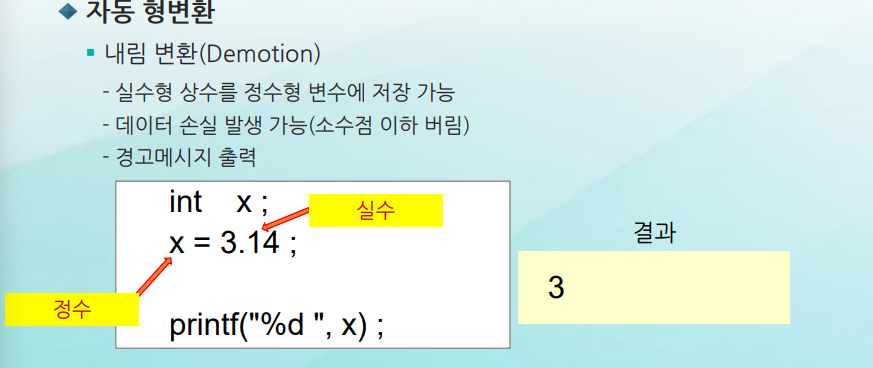 자동 형변환
내림 변환(Demotion)
- 실수형 상수를 정수형 변수에 저장 가능
- 데이터 손실 발생 가능(소수점 이하 버림)
- 경고메시지 출력
int x ;
실수
x = 3.14 ;
결과
3
정수
printf("%d ", x) ;